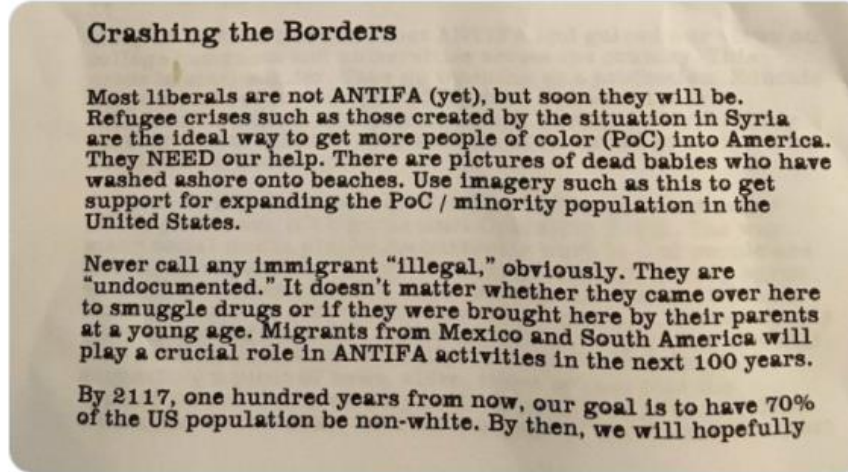 Crashing the Borders
Most liberals are not ANTIFA (yet), but soon they will be.
Refugee crises such as those created by the situation in Syria
are the ideal way to get more people of color (PoC) into America.
They NEED our help. There are pictures of dead babies who have
washed ashore onto beaches. Use imagery such as this to get
support for expanding the PoC / minority population in the
United States.
Never call any immigrant “illegal,” obviously. They are
“undocumented.” It doesn’t matter whether they came over here
to smuggle drugs or if they were brought here by their parents
at a young age. Migrants from Mexico and South America will
play a crucial role in ANTIFA activities in the next 100 years.
By 2117, one hundred years from now, our goal is to have 70%
of the US population be non-white. By then, we will hopefully